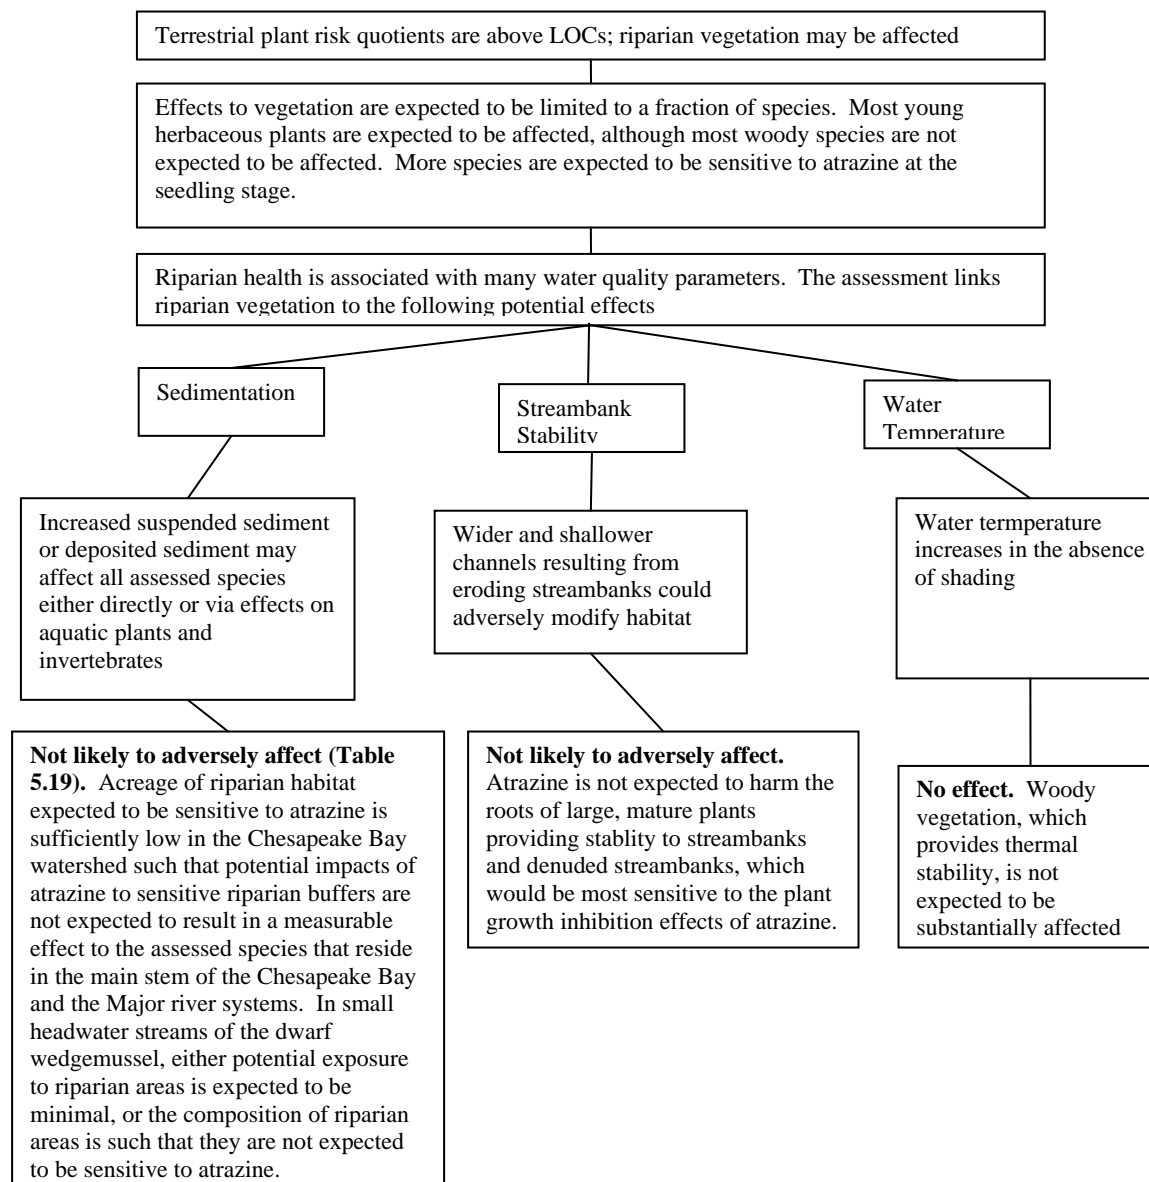 Terrestrial plant risk quotients are above LOCs; riparian vegetation may be affected
Effects to vegetation are expected to be limited to a fraction of species.  Most young
herbaceous plants are expected to be affected, although most woody species are not
expected to be affected.  More species are expected to be sensitive to atrazine at the
seedling stage.
Riparian health is associated with many water quality parameters.  The assessment links
riparian vegetation to the following potential effects
Sedimentation
Streambank
Stability
Water
Temperature
Increased suspended sediment
or deposited sediment may
affect all assessed species
either directly or via effects on
aquatic plants and
invertebrates
Wider and shallower
channels resulting from
eroding streambanks could
adversely modify habitat
Water termperature
increases in the absence
of shading
Not likely to adversely affect (Table
5.19).  Acreage of riparian habitat
expected to be sensitive to atrazine is
sufficiently low in the Chesapeake Bay
watershed such that potential impacts of
atrazine to sensitive riparian buffers are
not expected to result in a measurable
effect to the assessed species that reside
in the main stem of the Chesapeake Bay
and the Major river systems.  In small
headwater streams of the dwarf
wedgemussel, either potential exposure
to riparian areas is expected to be
minimal, or the composition of riparian
areas is such that they are not expected
to be sensitive to atrazine.
Not likely to adversely affect.
Atrazine is not expected to harm the
roots of large, mature plants
providing stablity to streambanks
and denuded streambanks, which
would be most sensitive to the plant
growth inhibition effects of atrazine.
No effect.  Woody
vegetation, which
provides thermal
stability, is not
expected to be
substantially affected